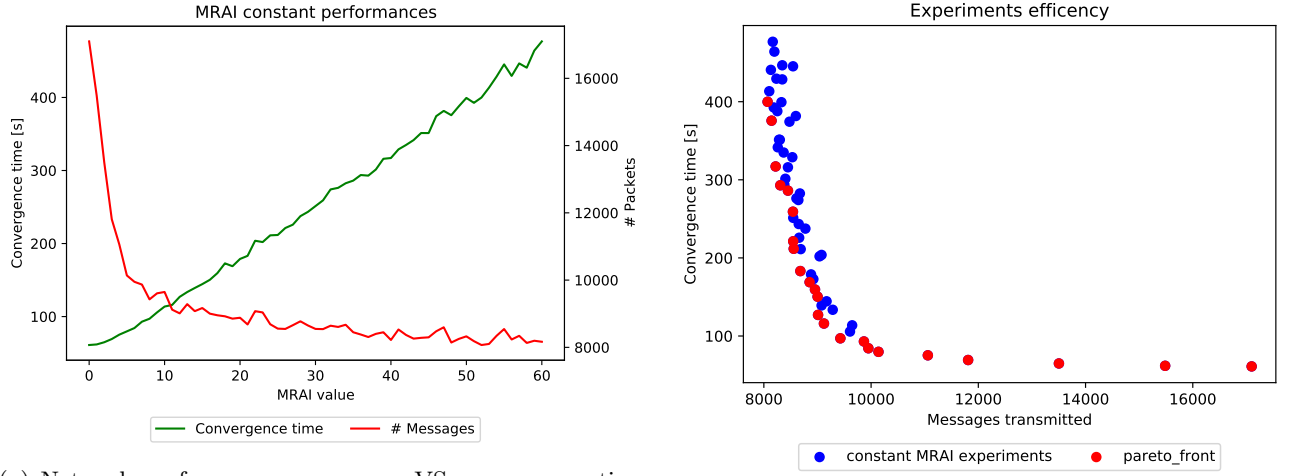 MRAI constant performances
Convergence time [s]
400
300
200
100
16000
14000
12000
10000
8000
# Packets
0 10 20 30 40 50 60
MRAI value
Convergence time # Messages
Experiments efficency
Convergence time [s]
400
300
200
100
8000 10000 12000 14000 16000
Messages transmitted
constant MRAI experiments pareto_front
VS